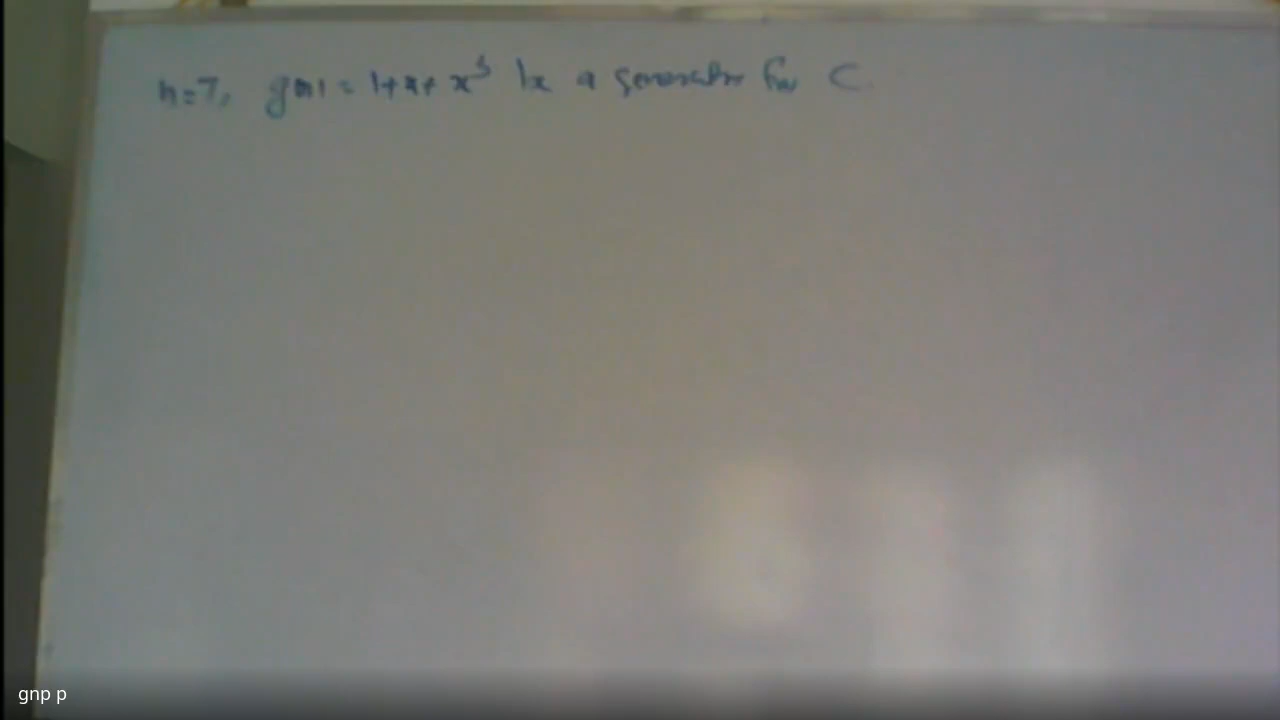 n=7, g(x) = 1+x+x³ is a generator for C.
gnp p